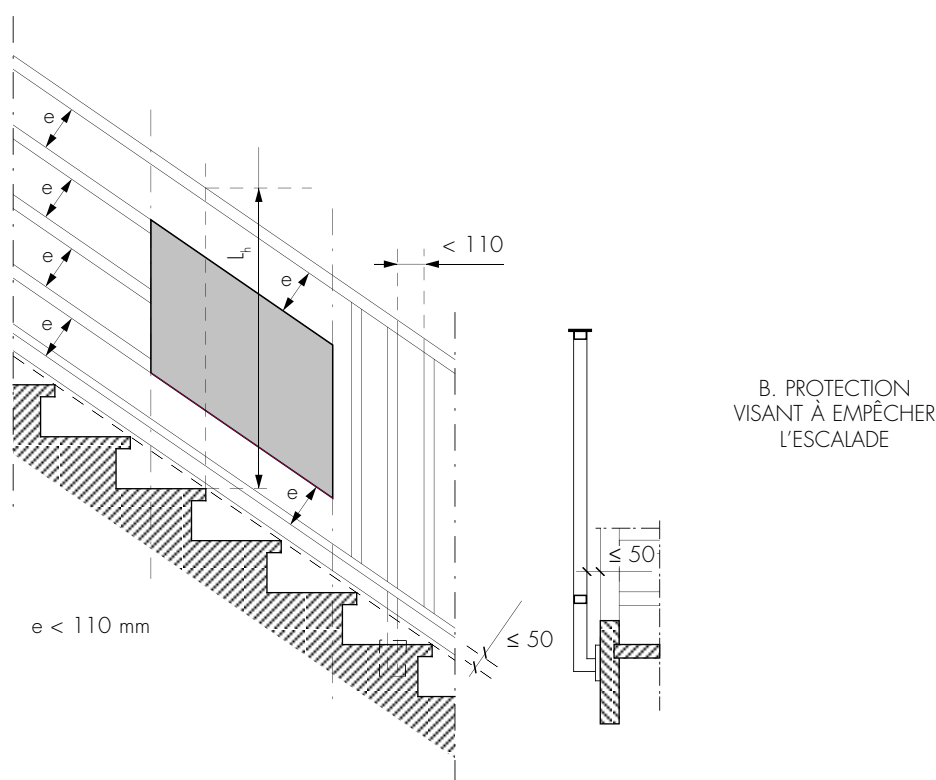 e
e
Lh
< 110
e
e
e
B. PROTECTION
VISANT À EMPÊCHER
L'ESCALADE
e
e
≤ 50
e < 110 mm
≤ 50